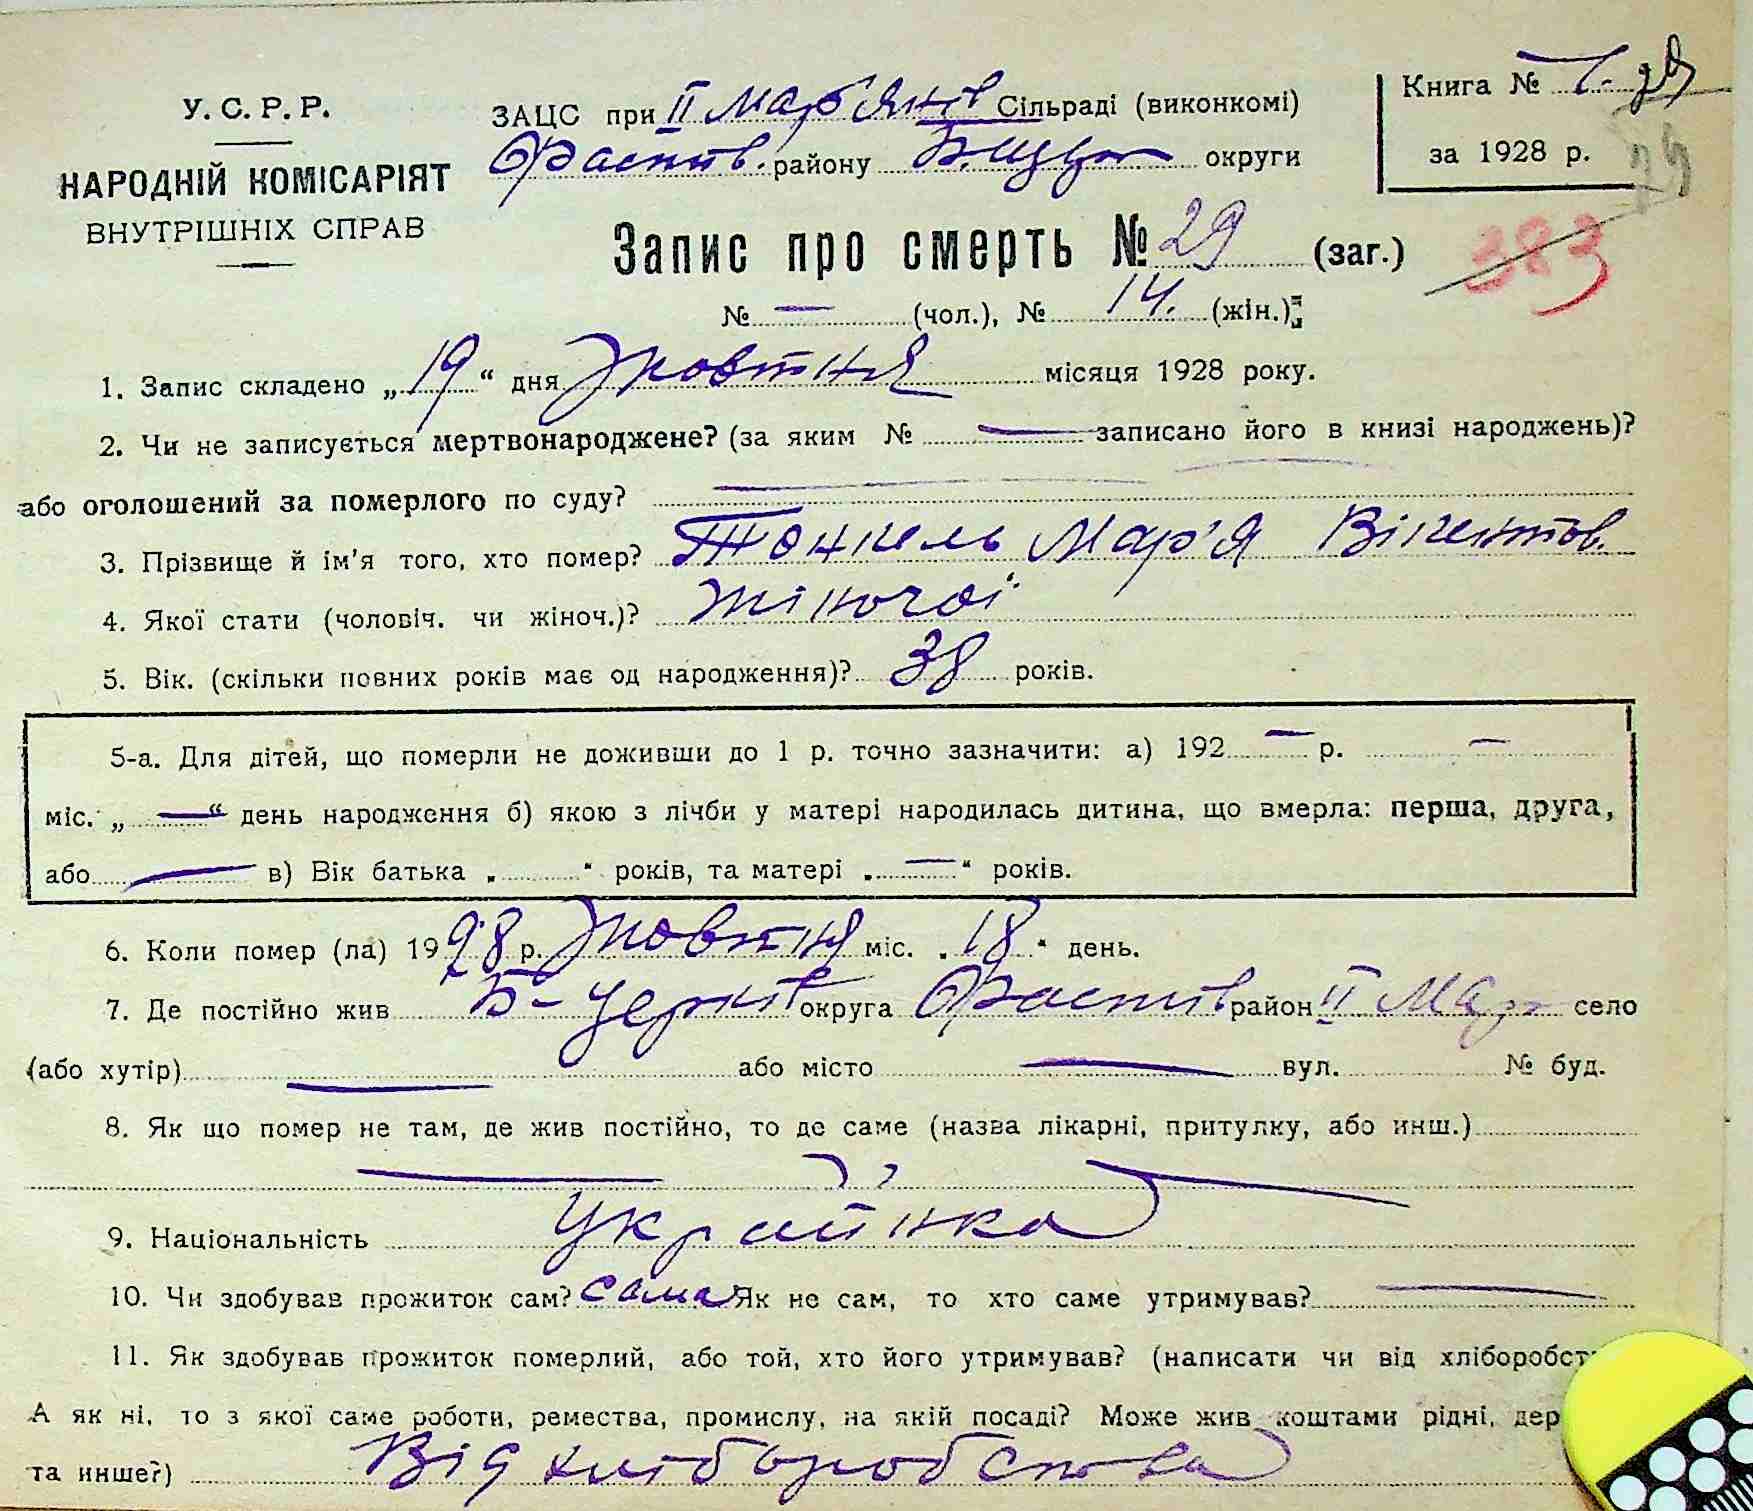 У. С. Р. Р.
НАРОДНІЙ КОМІСАРІЯТ
ВНУТРІШНІХ СПРАВ
ЗАЦС при ІІ Мар'янів Сільраді (виконкомі)
Фастів. району Б. Церк округи
Книга №
за 1928 р.
Запис про смерть № 29 (заг.)
383
№ — (чол.), № 14. (жін.)
1. Запис складено „19“ дня Жовтня місяця 1928 року.
2. Чи не записується мертвонароджене? (за яким № — записано його в книзі народжень)?
або оголошений за померлого по суду? —
3. Прізвище й ім'я того, хто помер? Мар'я Вікентов.
4. Якої стати (чоловіч. чи жіноч.)? Жіночої
5. Вік. (скільки повних років має од народження)? 38 років.
5-а. Для дітей, що померли не доживши до 1 р. точно зазначити: а) 192 — р. —
міс. „—“ день народження б) якою з лічби у матері народилась дитина, що вмерла: перша, друга,
або — в) Вік батька „ “ років, та матері „—“ років.
6. Коли помер (ла) 1928 р. Жовтня міс. „18“ день.
7. Де постійно жив Б-Церків округа Фастів район ІІ Мар село
(або хутір) — або місто — вул. № буд.
8. Як що помер не там, де жив постійно, то де саме (назва лікарні, притулку, або инш.)
—
9. Національність Українка
10. Чи здобував прожиток сам? Сама Як не сам, то хто саме утримував? —
11. Як здобував прожиток померлий, або той, хто його утримував? (написати чи від хліборобст
А як ні, то з якої саме роботи, ремества, промислу, на якій посаді? Може жив коштами рідні, дер
та инше?) Від хліборобства